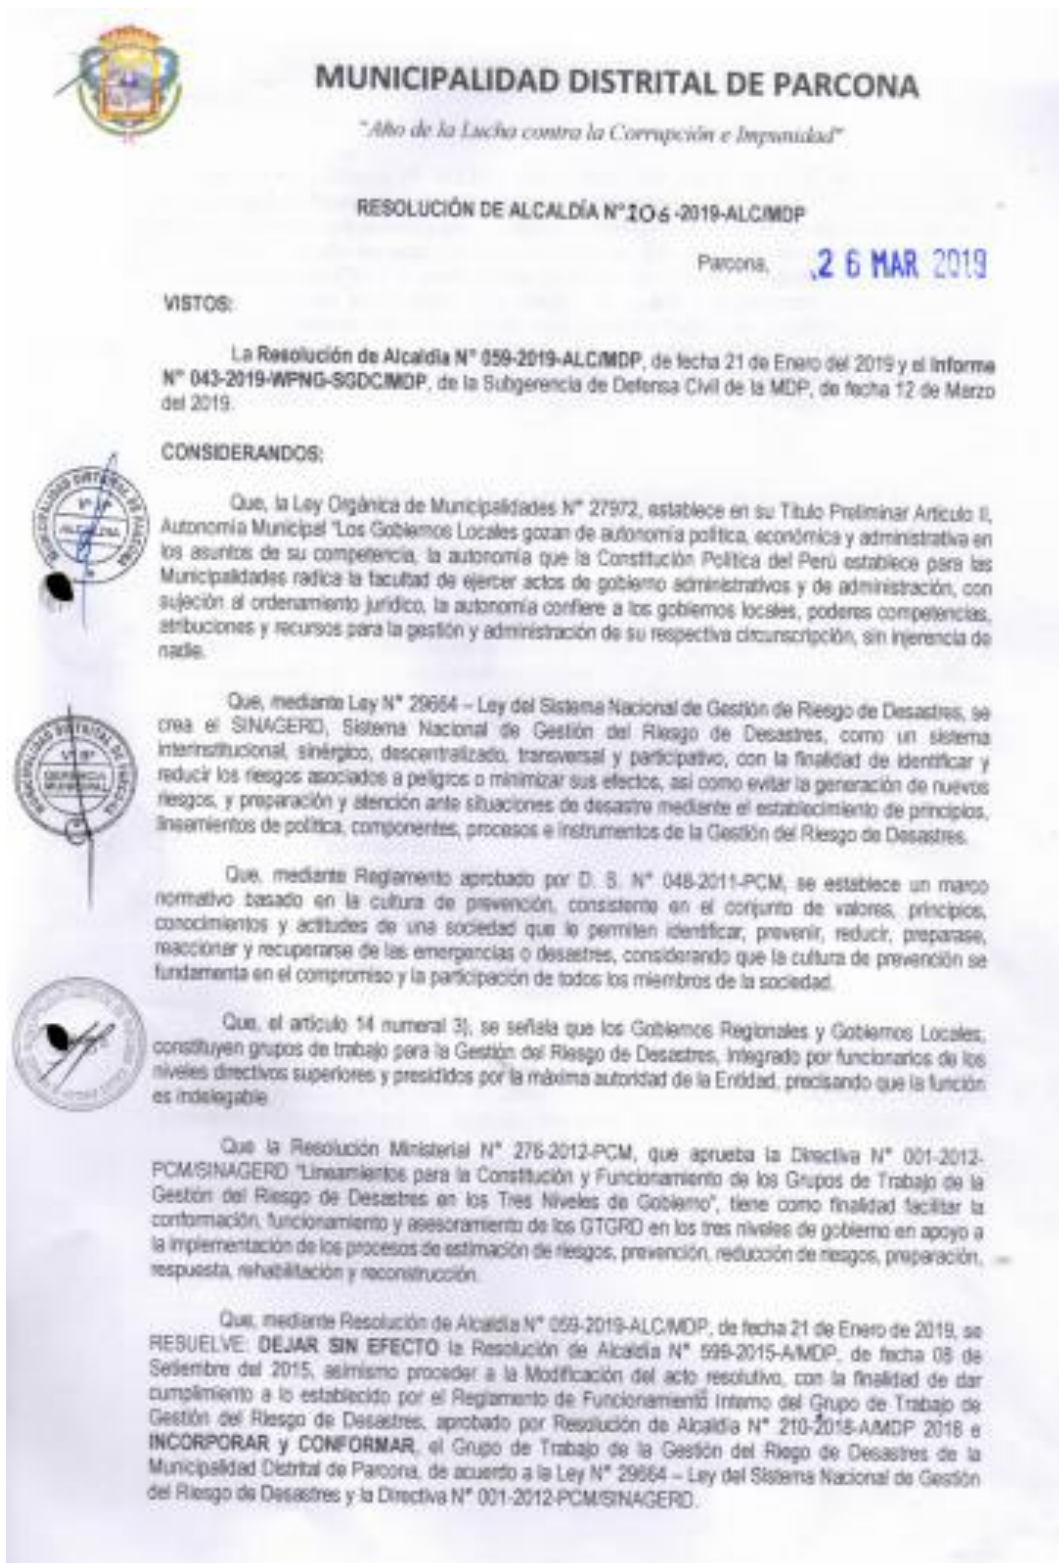 MUNICIPALIDAD DISTRITAL DE PARCONA
"Año de la Lucha contra la Corrupción e Impunidad"
RESOLUCIÓN DE ALCALDÍA N° 106-2019-ALC/MDP
Parcona, 26 MAR 2019
VISTOS:
La Resolución de Alcaldía N° 059-2019-ALC/MDP, de fecha 21 de Enero del 2019 y el Informe
N° 043-2019-WPNG-SGDC/MDP, de la Subgerencia de Defensa Civil de la MDP, de fecha 12 de Marzo
del 2019.
CONSIDERANDOS:
Que, la Ley Orgánica de Municipalidades N° 27972, establece en su Título Preliminar Artículo II,
Autonomía Municipal "Los Gobiernos Locales gozan de autonomía política, económica y administrativa en
los asuntos de su competencia, la autonomía que la Constitución Política del Perú establece para las
Municipalidades radica la facultad de ejercer actos de gobierno administrativos y de administración, con
sujeción al ordenamiento jurídico, la autonomía confiere a los gobiernos locales, poderes competencias,
atribuciones y recursos para la gestión y administración de su respectiva circunscripción, sin injerencia de
nadie.
MUNICIPALIDAD DISTRITAL DE PARCONA
V° B°
ALCALDIA
Que, mediante Ley N° 29664 – Ley del Sistema Nacional de Gestión de Riesgo de Desastres, se
crea el SINAGERD, Sistema Nacional de Gestión del Riesgo de Desastres, como un sistema
interinstitucional, sinérgico, descentralizado, transversal y participativo, con la finalidad de identificar y
reducir los riesgos asociados a peligros o minimizar sus efectos, así como evitar la generación de nuevos
riesgos, y preparación y atención ante situaciones de desastre mediante el establecimiento de principios,
lineamientos de política, componentes, procesos e instrumentos de la Gestión del Riesgo de Desastres.
MUNICIPALIDAD DISTRITAL DE PARCONA
V° B°
GERENCIA
MUNICIPAL
Que, mediante Reglamento aprobado por D. S. N° 048-2011-PCM, se establece un marco
normativo basado en la cultura de prevención, consistente en el conjunto de valores, principios,
conocimientos y actitudes de una sociedad que le permiten identificar, prevenir, reducir, preparase,
reaccionar y recuperarse de las emergencias o desastres, considerando que la cultura de prevención se
fundamenta en el compromiso y la participación de todos los miembros de la sociedad.
Que, el artículo 14 numeral 3), se señala que los Gobiernos Regionales y Gobiernos Locales,
constituyen grupos de trabajo para la Gestión del Riesgo de Desastres, integrado por funcionarios de los
niveles directivos superiores y presididos por la máxima autoridad de la Entidad, precisando que la función
es indelegable.
Que la Resolución Ministerial N° 276-2012-PCM, que aprueba la Directiva N° 001-2012-
PCM/SINAGERD "Lineamientos para la Constitución y Funcionamiento de los Grupos de Trabajo de la
Gestión del Riesgo de Desastres en los Tres Niveles de Gobierno", tiene como finalidad facilitar la
conformación, funcionamiento y asesoramiento de los GTGRD en los tres niveles de gobierno en apoyo a
la implementación de los procesos de estimación de riesgos, prevención, reducción de riesgos, preparación,
respuesta, rehabilitación y reconstrucción.
Que, mediante Resolución de Alcaldía N° 059-2019-ALC/MDP, de fecha 21 de Enero de 2019, se
RESUELVE: DEJAR SIN EFECTO la Resolución de Alcaldía N° 599-2015-A/MDP, de fecha 08 de
Setiembre del 2015, asimismo proceder a la Modificación del acto resolutivo, con la finalidad de dar
cumplimiento a lo establecido por el Reglamento de Funcionamiento Interno del Grupo de Trabajo de
Gestión del Riesgo de Desastres, aprobado por Resolución de Alcaldía N° 210-2018-A/MDP 2018 e
INCORPORAR y CONFORMAR, el Grupo de Trabajo de la Gestión del Riego de Desastres de la
Municipalidad Distrital de Parcona, de acuerdo a la Ley N° 29664 – Ley del Sistema Nacional de Gestión
del Riesgo de Desastres y la Directiva N° 001-2012-PCM/SINAGERD.